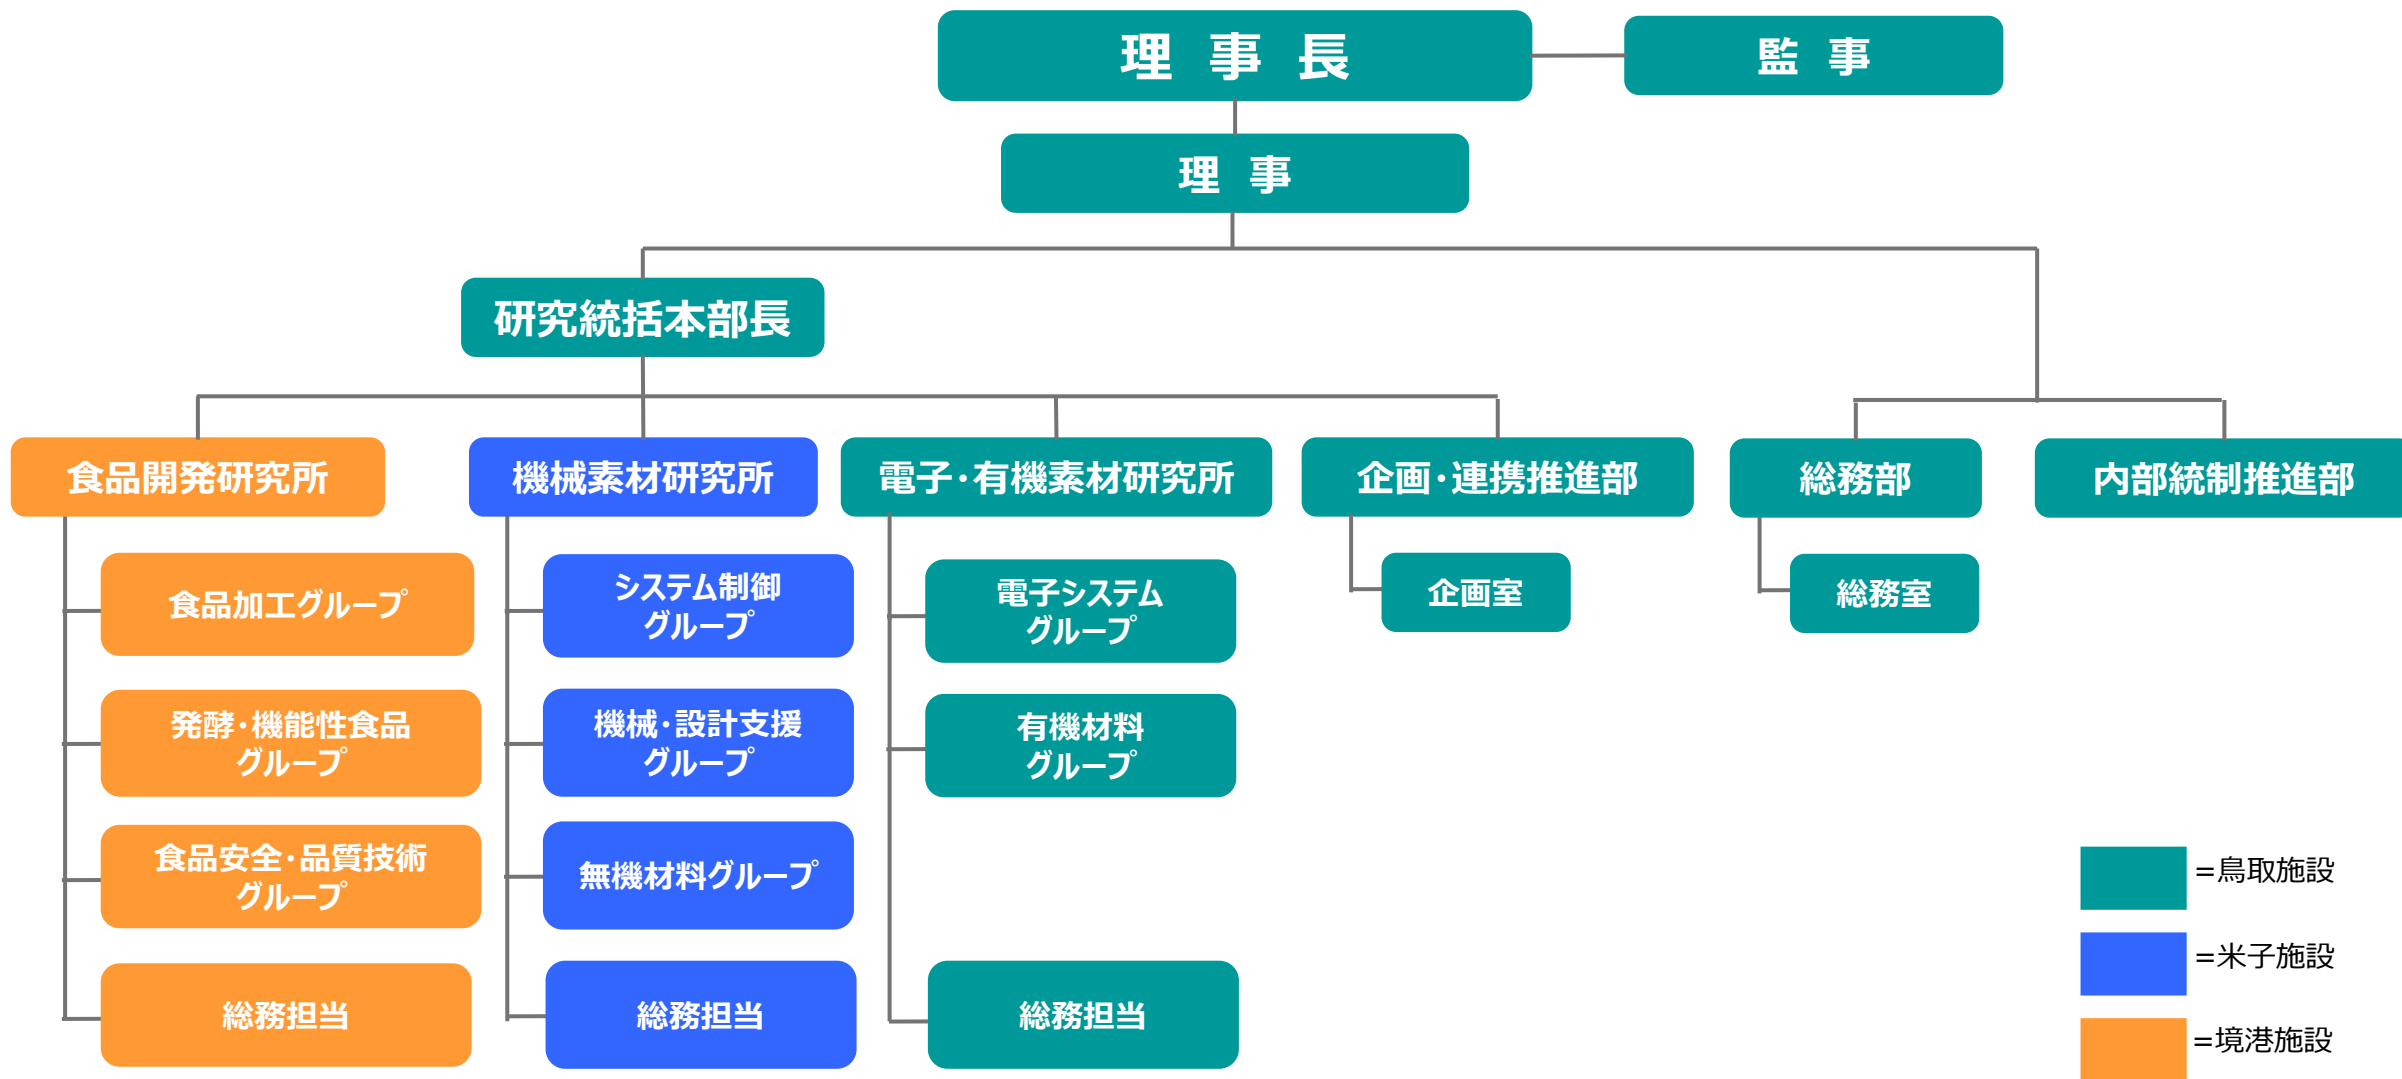 理 事 長
監 事
理 事
研究統括本部長
食品開発研究所
機械素材研究所
電子・有機素材研究所
企画・連携推進部
総務部
内部統制推進部
食品加工グループ
発酵・機能性食品
グループ
食品安全・品質技術
グループ
総務担当
システム制御
グループ
機械・設計支援
グループ
無機材料グループ
総務担当
電子システム
グループ
有機材料
グループ
総務担当
企画室
総務室
=鳥取施設
=米子施設
=境港施設